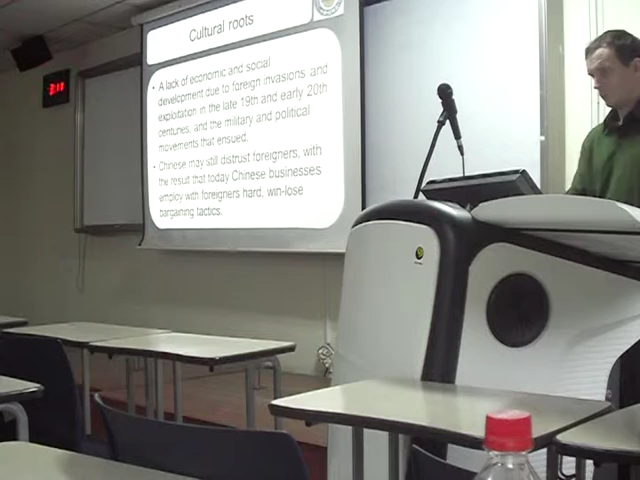 Cultural roots
• A lack of economic and social
development due to foreign invasions and
exploitation in the late 19th and early 20th
centuries, and the military and political
movements that ensued.
• Chinese may still distrust foreigners, with
the result that today Chinese businesses
employ with foreigners hard, win-lose
bargaining tactics.